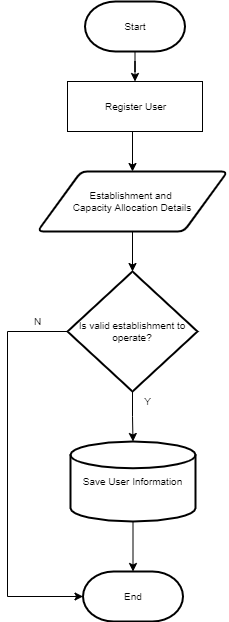 Start
Register User
Establishment and
Capacity Allocation Details
Is valid establishment to
operate?
N
Y
Save User Information
End